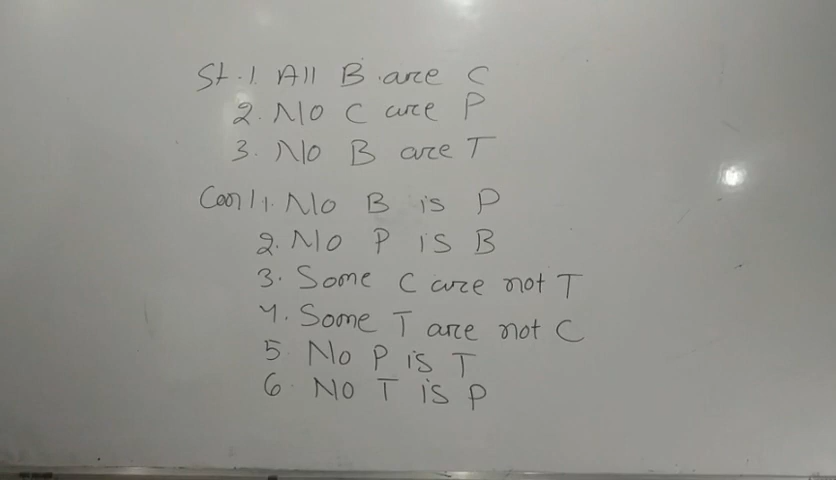 St. 1. All B are C
2. No C are P
3. No B are T
Con 1. No B is P
2. No P is B
3. Some C are not T
4. Some T are not C
5. No P is T
6. No T is P